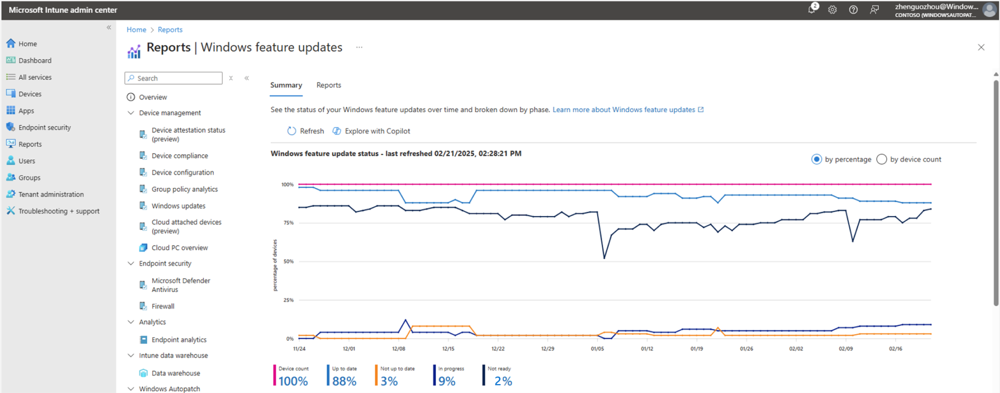 Microsoft Intune admin center
2
zhenguozhou@Window...
CONTOSO (WINDOWSAUTOPAT...
Home
Dashboard
All services
Devices
Apps
Endpoint security
Reports
Users
Groups
Tenant administration
Troubleshooting + support
Home > Reports
Reports | Windows feature updates ...
Search
Overview
Device management
Device attestation status
(preview)
Device compliance
Device configuration
Group policy analytics
Windows updates
Cloud attached devices
(preview)
Cloud PC overview
Endpoint security
Microsoft Defender
Antivirus
Firewall
Analytics
Endpoint analytics
Intune data warehouse
Data warehouse
Windows Autopatch
Summary Reports
See the status of your Windows feature updates over time and broken down by phase. Learn more about Windows feature updates
Refresh Explore with Copilot
Windows feature update status - last refreshed 02/21/2025, 02:28:21 PM
by percentage by device count
percentage of devices
100%
75%
50%
25%
0%
11/24 12/01 12/08 12/15 12/22 12/29 01/05 01/12 01/19 01/26 02/02 02/09 02/16
Device count Up to date Not up to date In progress Not ready
100% 88% 3% 9% 2%